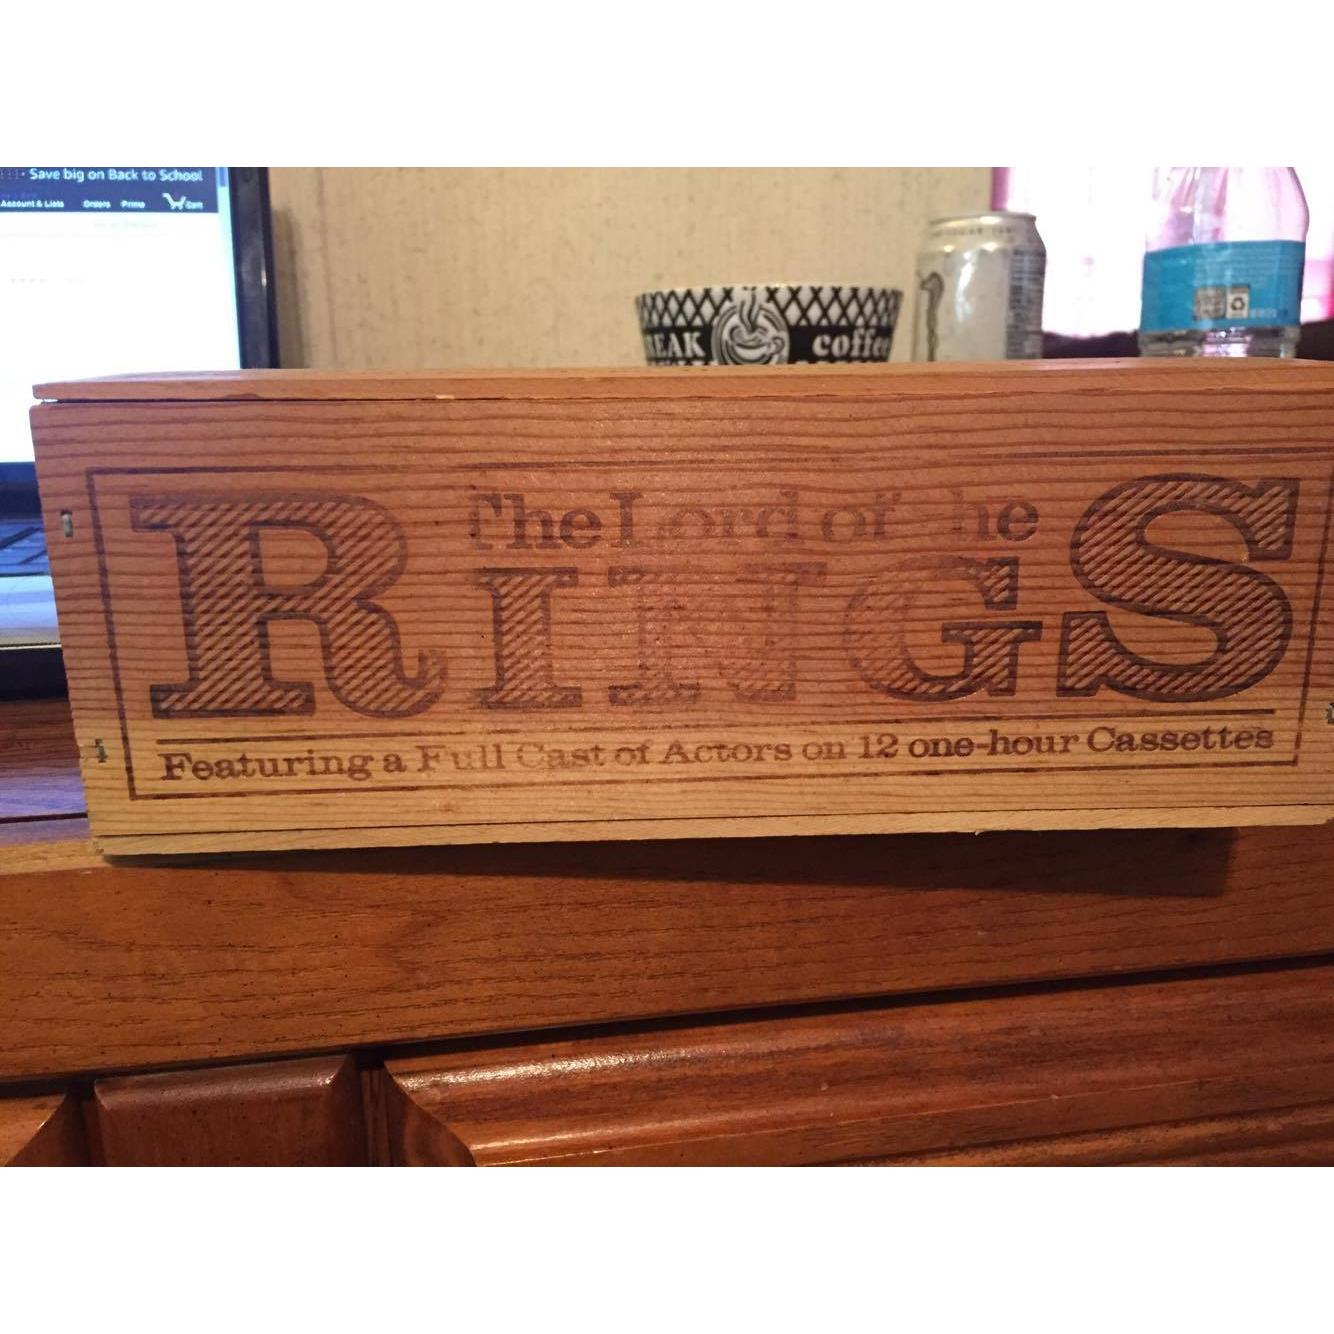 Save big on Back to School
Account & Lists Orders Prime Cart
BREAK coffee
The Lord of the
RINGS
Featuring a Full Cast of Actors on 12 one-hour Cassettes